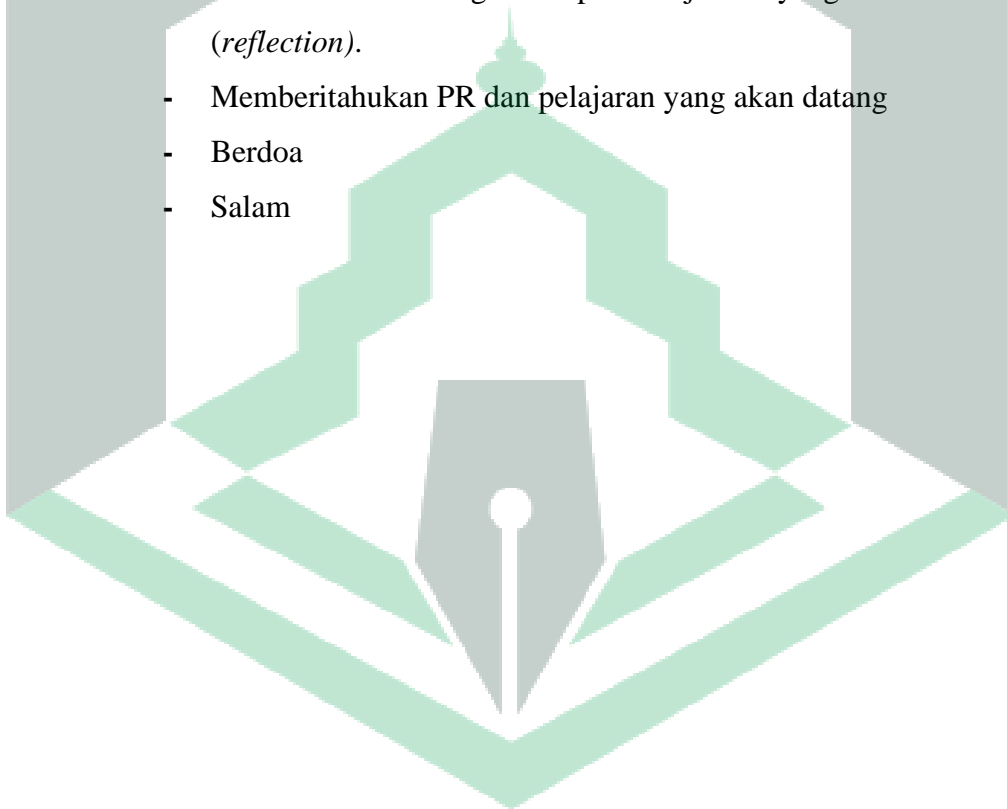 (reflection).
- Memberitahukan PR dan pelajaran yang akan datang
- Berdoa
- Salam